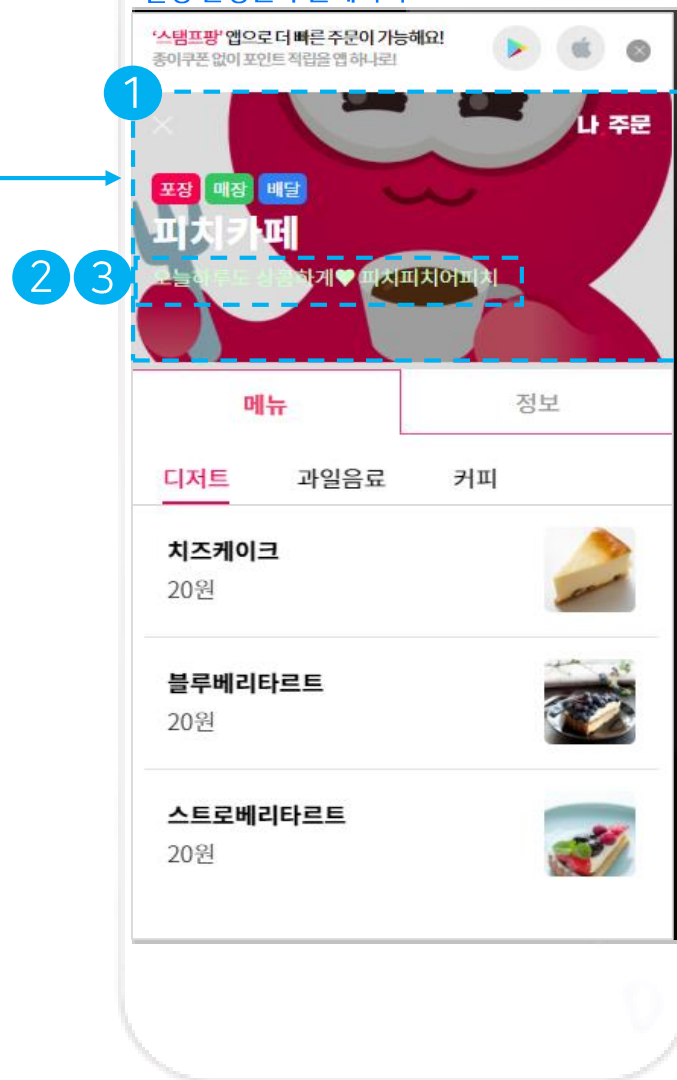 ‘스탬프팡’ 앱으로 더 빠른 주문이 가능해요!
종이쿠폰 없이 포인트 적립을 앱 하나로!
1
나 주문
포장 매장 배달
피치카페
2 3
오늘하루도 상큼하게♥ 피치피치어피치
메뉴 정보
디저트 과일음료 커피
치즈케이크
20원
블루베리타르트
20원
스트로베리타르트
20원